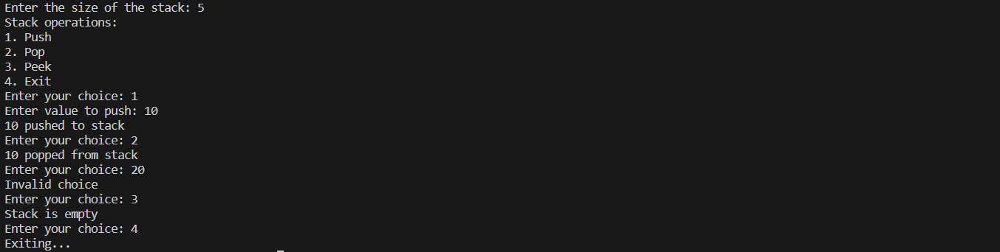 Enter the size of the stack: 5
Stack operations:
1. Push
2. Pop
3. Peek
4. Exit
Enter your choice: 1
Enter value to push: 10
10 pushed to stack
Enter your choice: 2
10 popped from stack
Enter your choice: 20
Invalid choice
Enter your choice: 3
Stack is empty
Enter your choice: 4
Exiting...